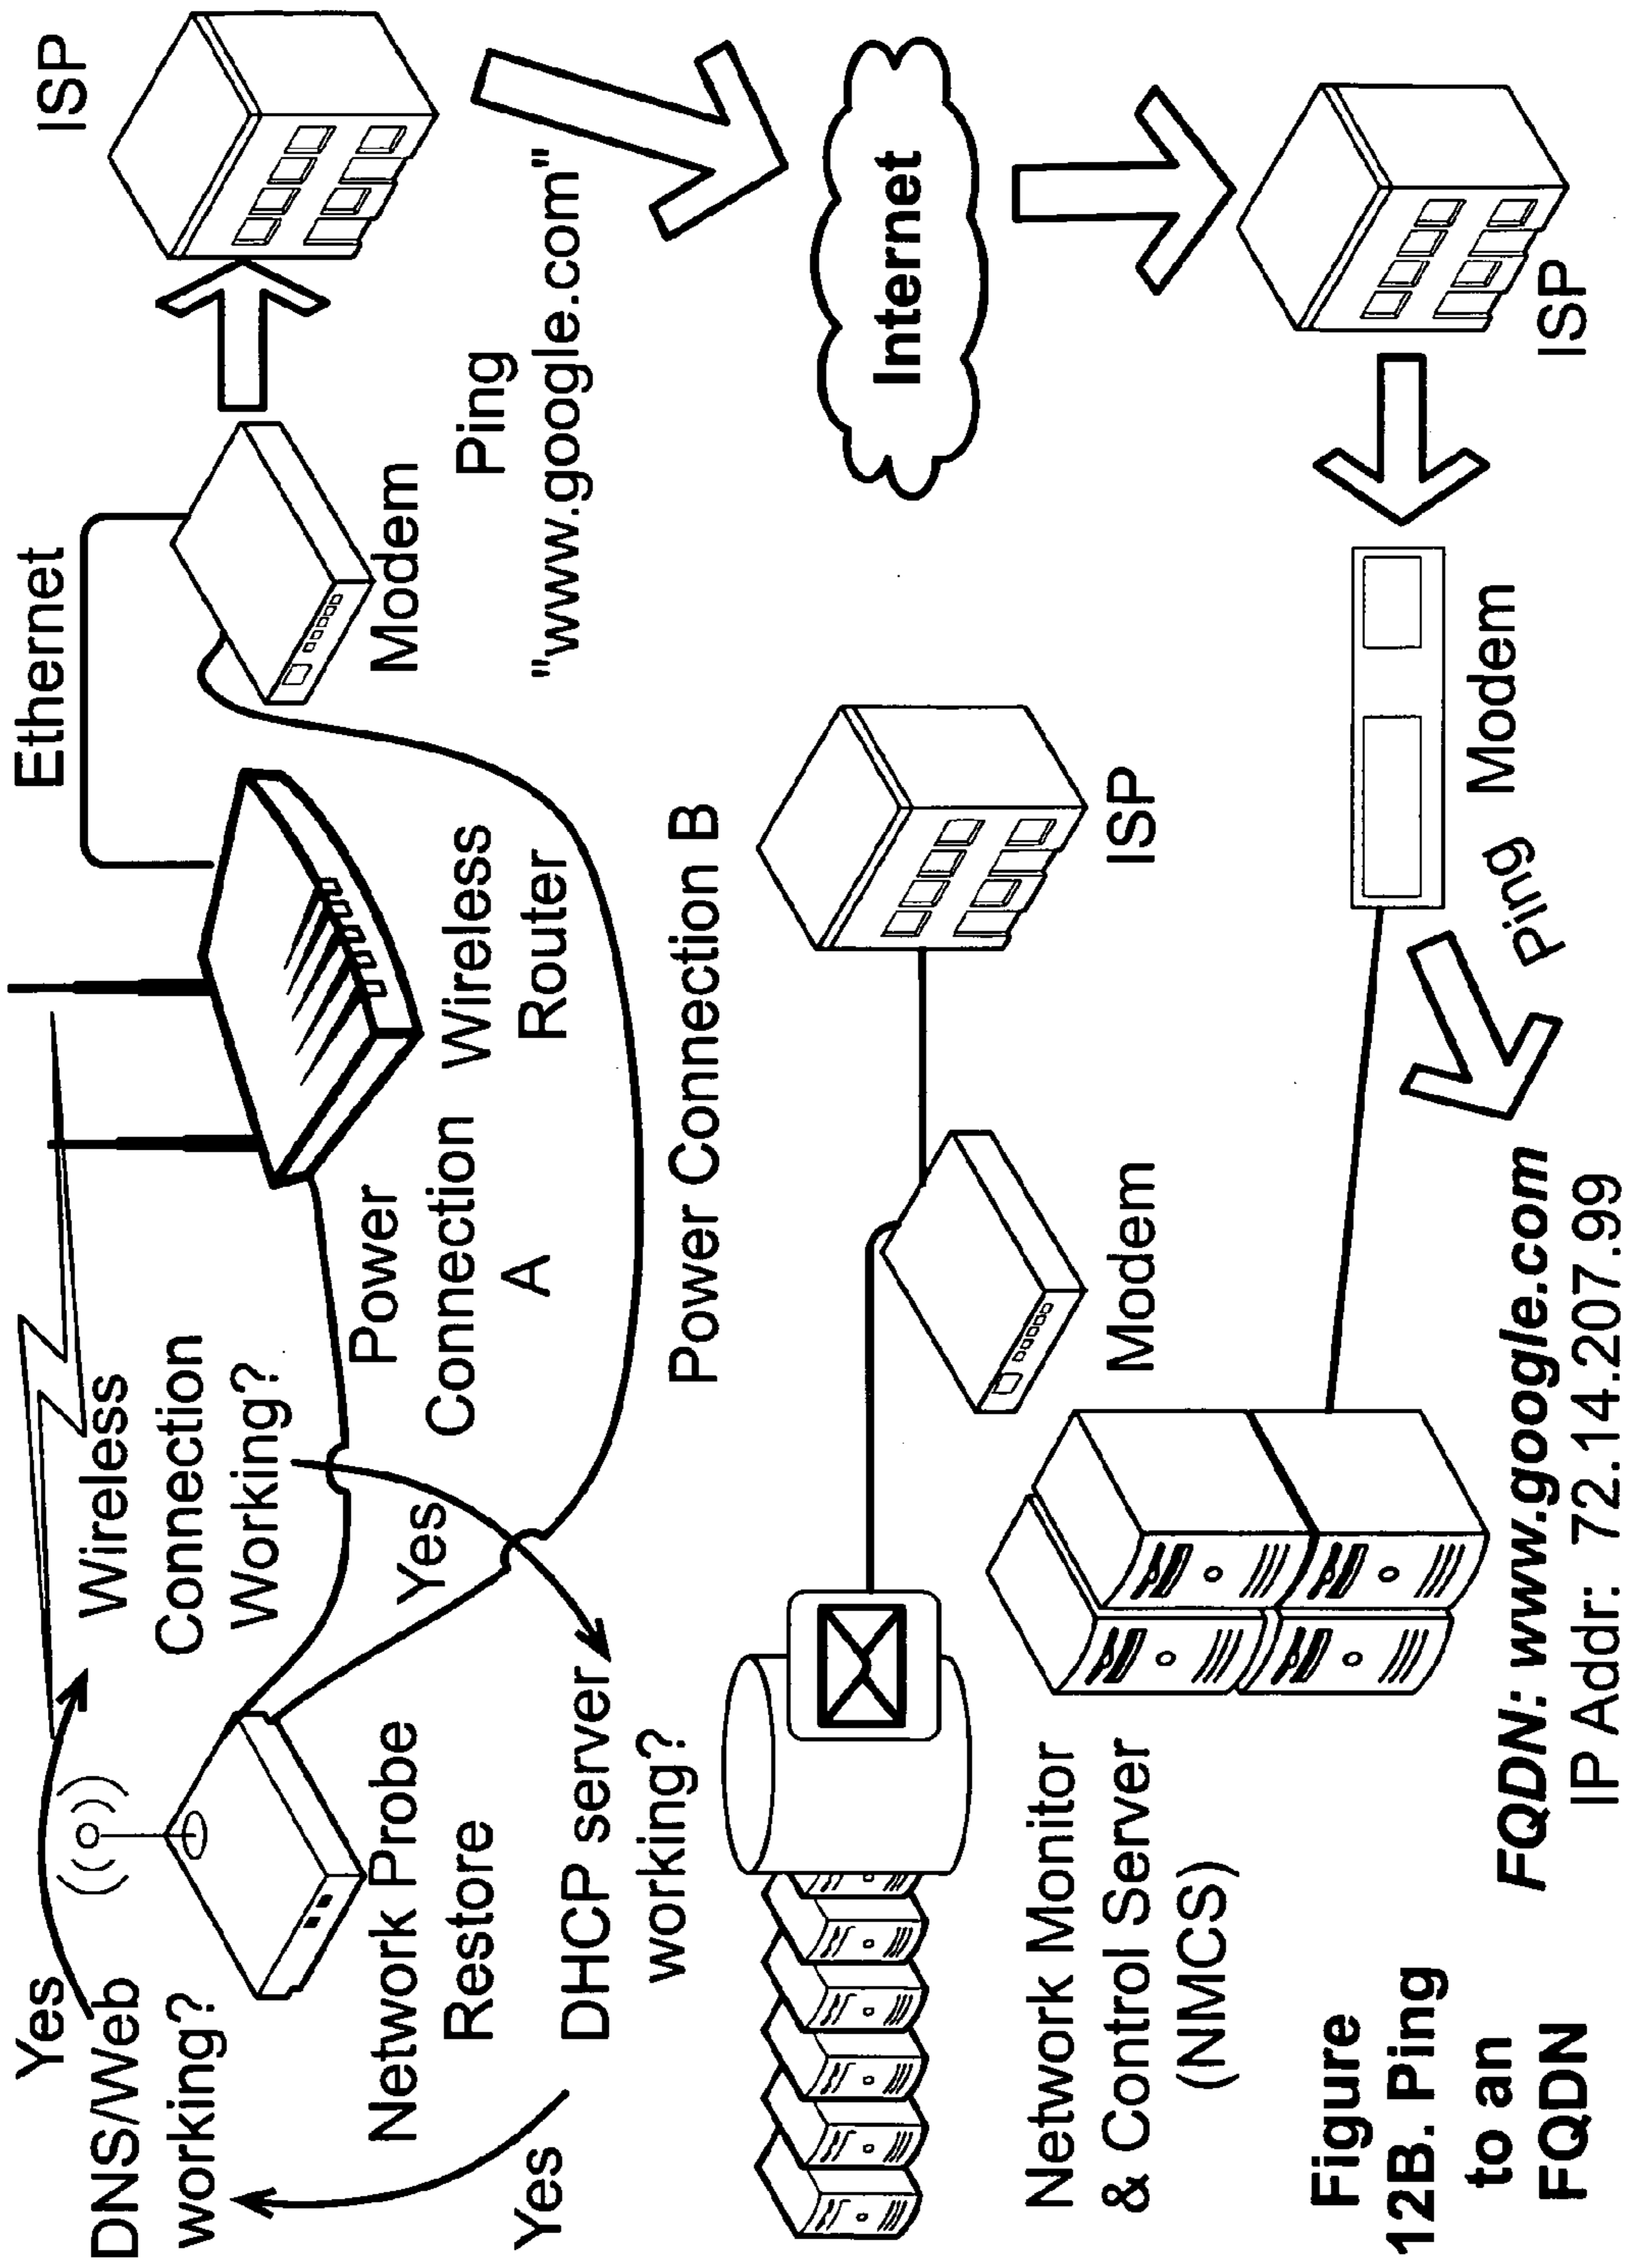 Yes
DNS/Web
working?
Wireless
Connection
Working?
Ethernet
ISP
Network Probe
Restore
Power
Connection
A
Wireless
Router
Modem
Ping
"www.google.com"
Yes
Yes
DHCP server
working?
Power Connection B
Internet
Network Monitor
& Control Server
(NMCS)
Modem
ISP
Figure
12B. Ping
to an
FQDN
FQDN: www.google.com
IP Addr: 72.14.207.99
Ping
Modem
ISP